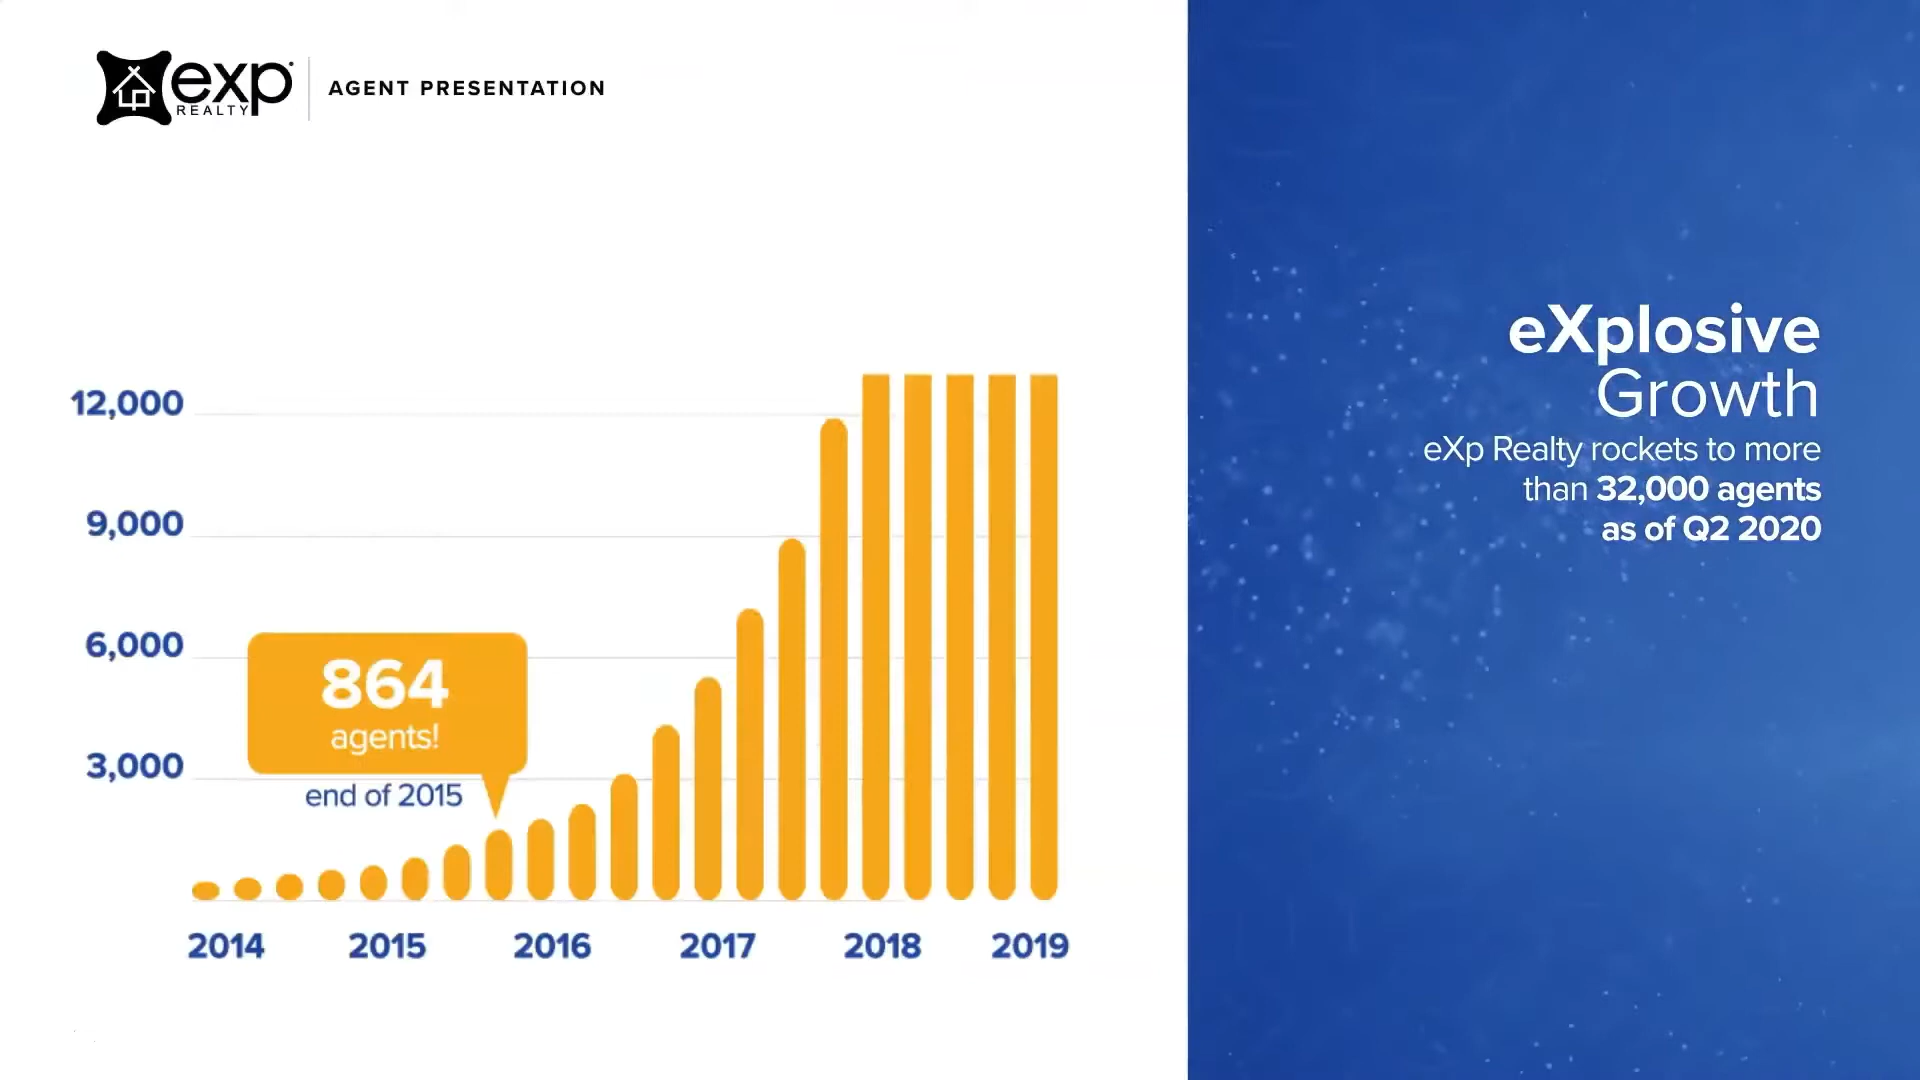 exp
REALTY
AGENT PRESENTATION
12,000
9,000
6,000
3,000
864
agents!
end of 2015
2014 2015 2016 2017 2018 2019
eXplosive
Growth
eXp Realty rockets to more
than 32,000 agents
as of Q2 2020